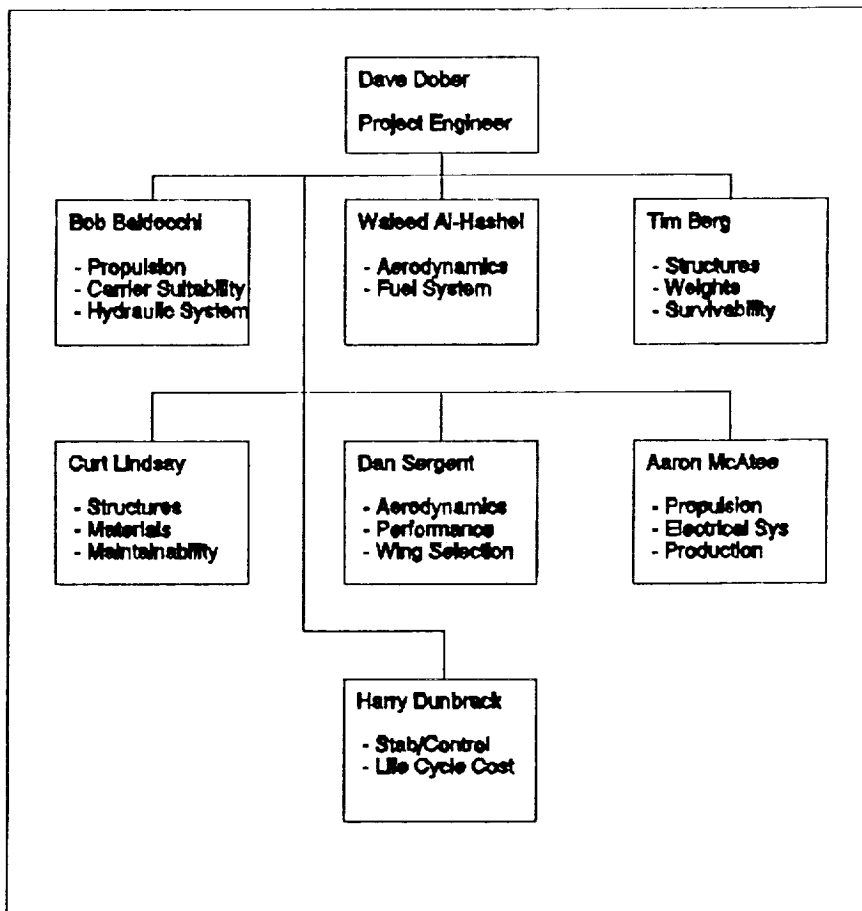 Dave Dober
Project Engineer
Bob Baldocchi
- Propulsion
- Carrier Suitability
- Hydraulic System
Waleed Al-Hashel
- Aerodynamics
- Fuel System
Tim Berg
- Structures
- Weights
- Survivability
Curt Lindsay
- Structures
- Materials
- Maintainability
Dan Sergent
- Aerodynamics
- Performance
- Wing Selection
Aaron McAtee
- Propulsion
- Electrical Sys
- Production
Harry Dunbrack
- Stab/Control
- Life Cycle Cost